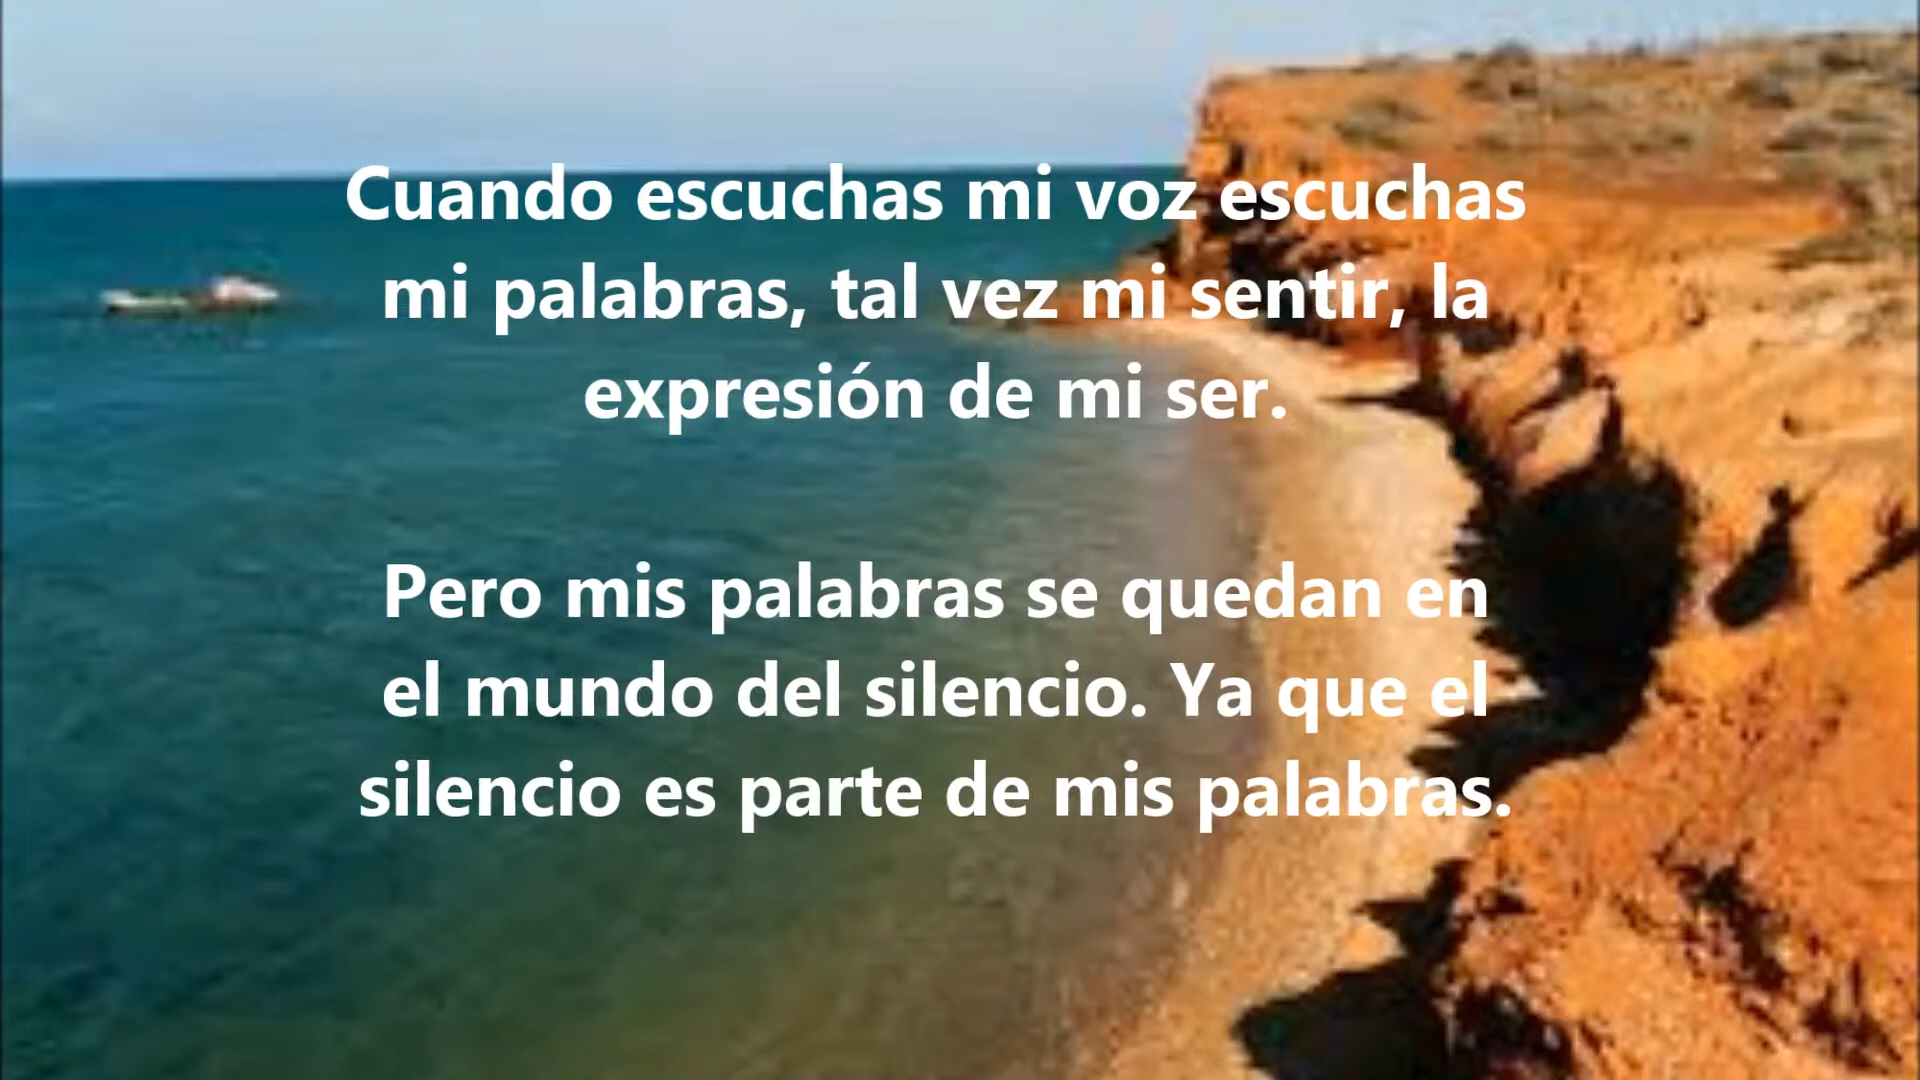 Cuando escuchas mi voz escuchas
mi palabras, tal vez mi sentir, la
expresión de mi ser.
Pero mis palabras se quedan en
el mundo del silencio. Ya que el
silencio es parte de mis palabras.